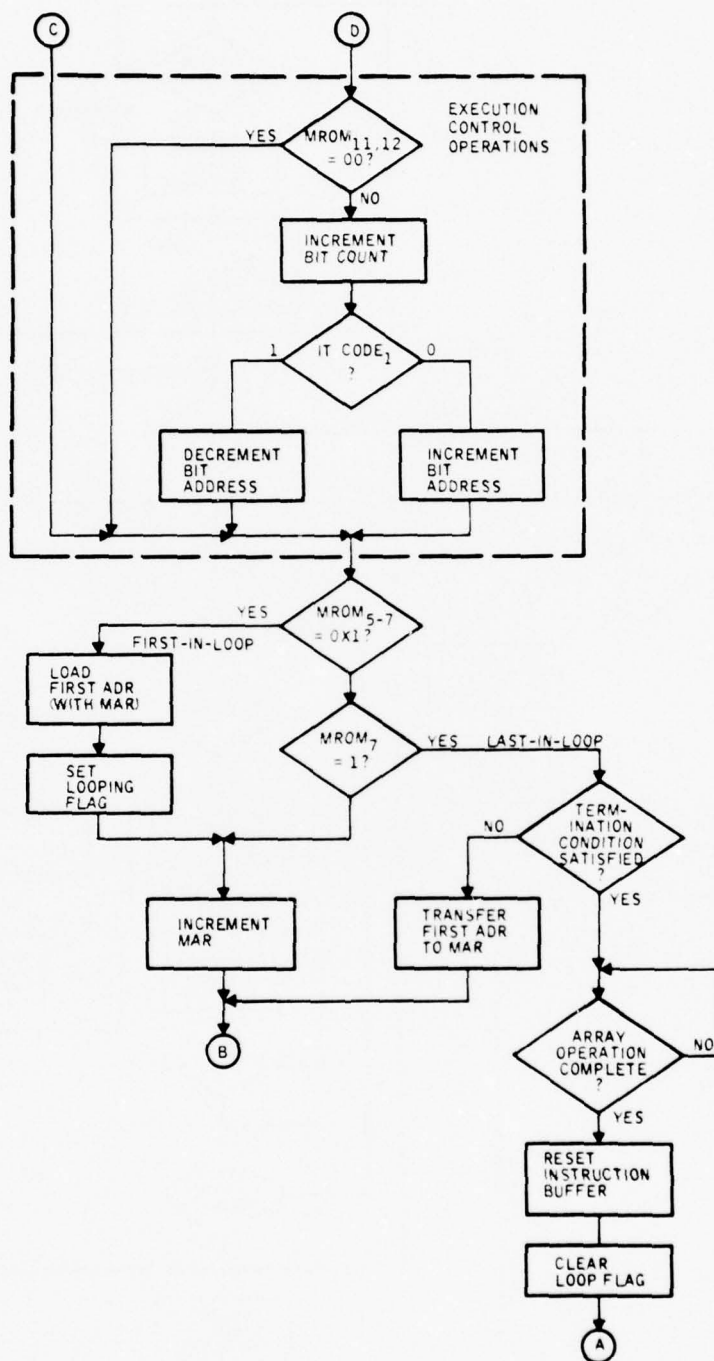 C
D
EXECUTION
CONTROL
OPERATIONS
YES
MROM11,12
= 00?
NO
INCREMENT
BIT COUNT
1
IT CODE1
?
0
DECREMENT
BIT
ADDRESS
INCREMENT
BIT
ADDRESS
YES
MROM5-7
= 0X1?
FIRST-IN-LOOP
LOAD
FIRST ADR
(WITH MAR)
MROM7
= 1?
YES LAST-IN-LOOP
SET
LOOPING
FLAG
NO
TERM-
INATION
CONDITION
SATISFIED
?
YES
INCREMENT
MAR
TRANSFER
FIRST ADR
TO MAR
B
ARRAY
OPERATION
COMPLETE
?
NO
YES
RESET
INSTRUCTION
BUFFER
CLEAR
LOOP FLAG
A